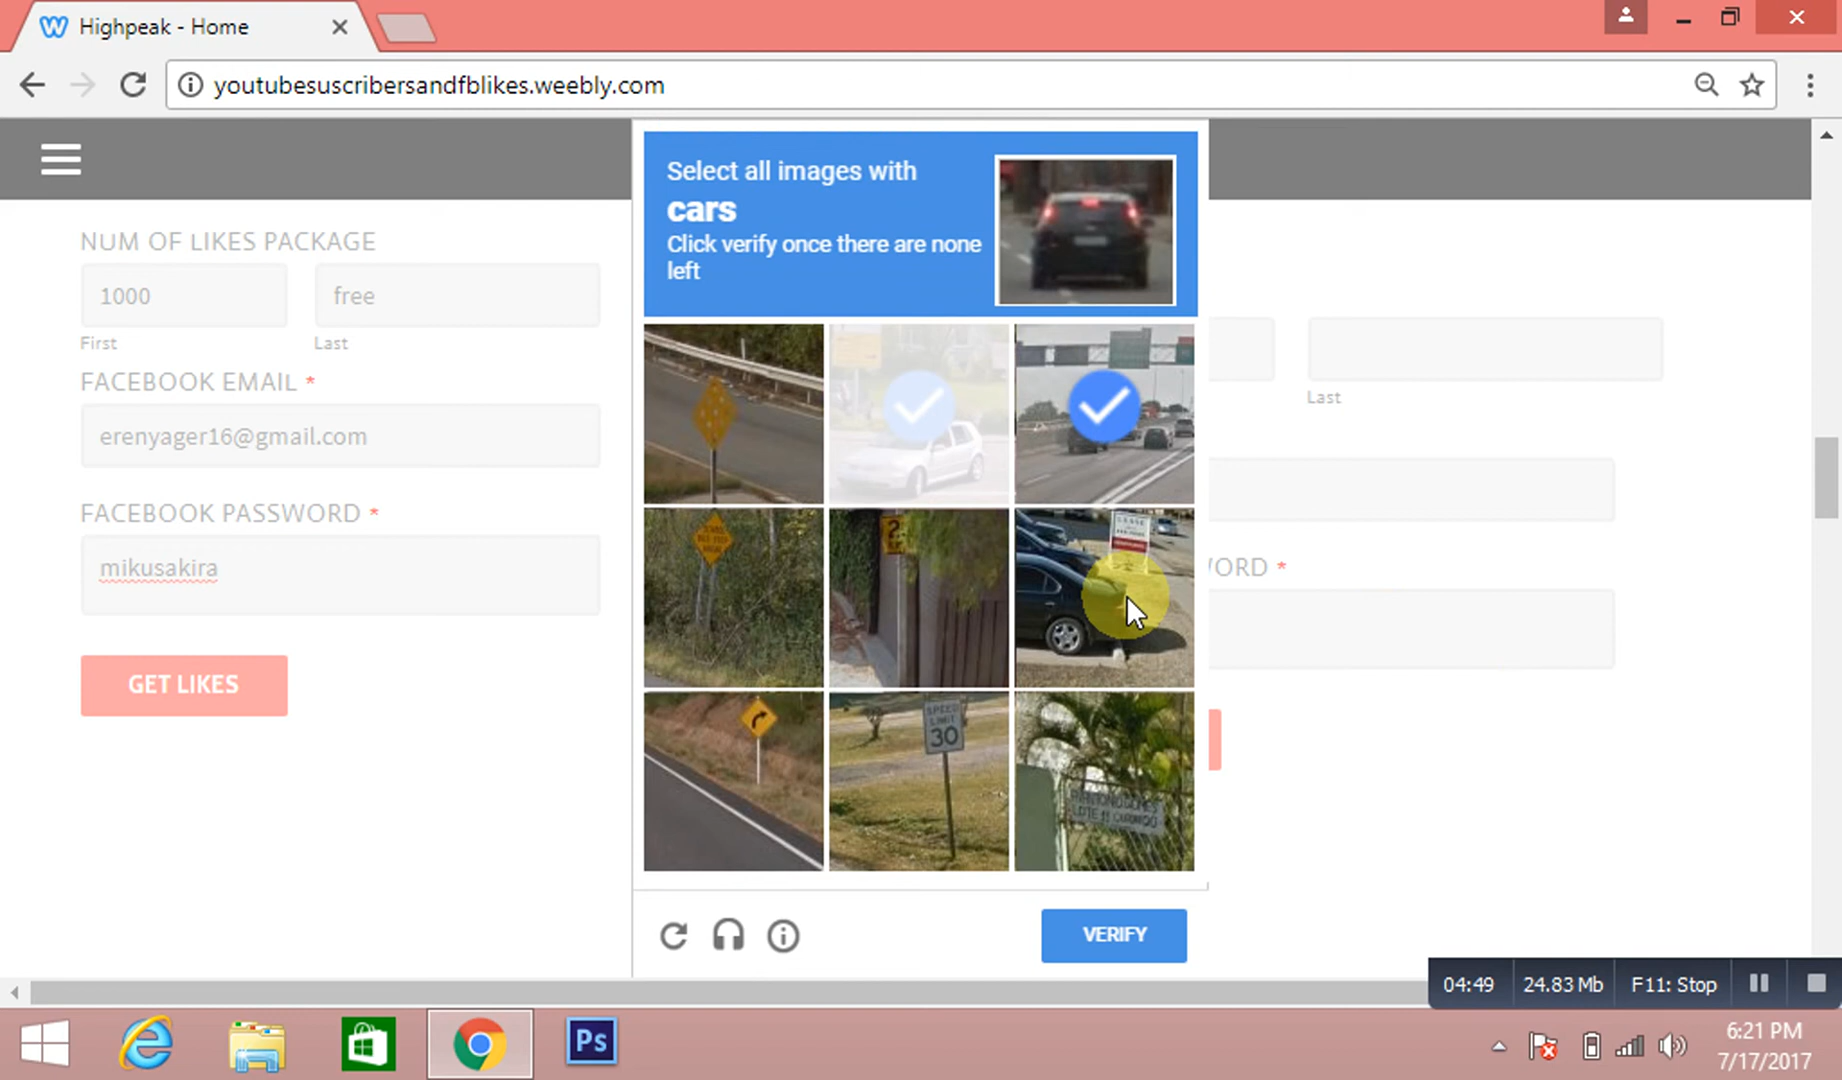 Highpeak - Home
youtubesuscribersandfblikes.weebly.com
NUM OF LIKES PACKAGE
1000
free
First
Last
FACEBOOK EMAIL *
erenyager16@gmail.com
FACEBOOK PASSWORD *
mikusakira
GET LIKES
Select all images with
cars
Click verify once there are none
left
SPEED
LIMIT
30
VERIFY
Last
ORD *
04:49
24.83 Mb
F11: Stop
Ps
6:21 PM
7/17/2017